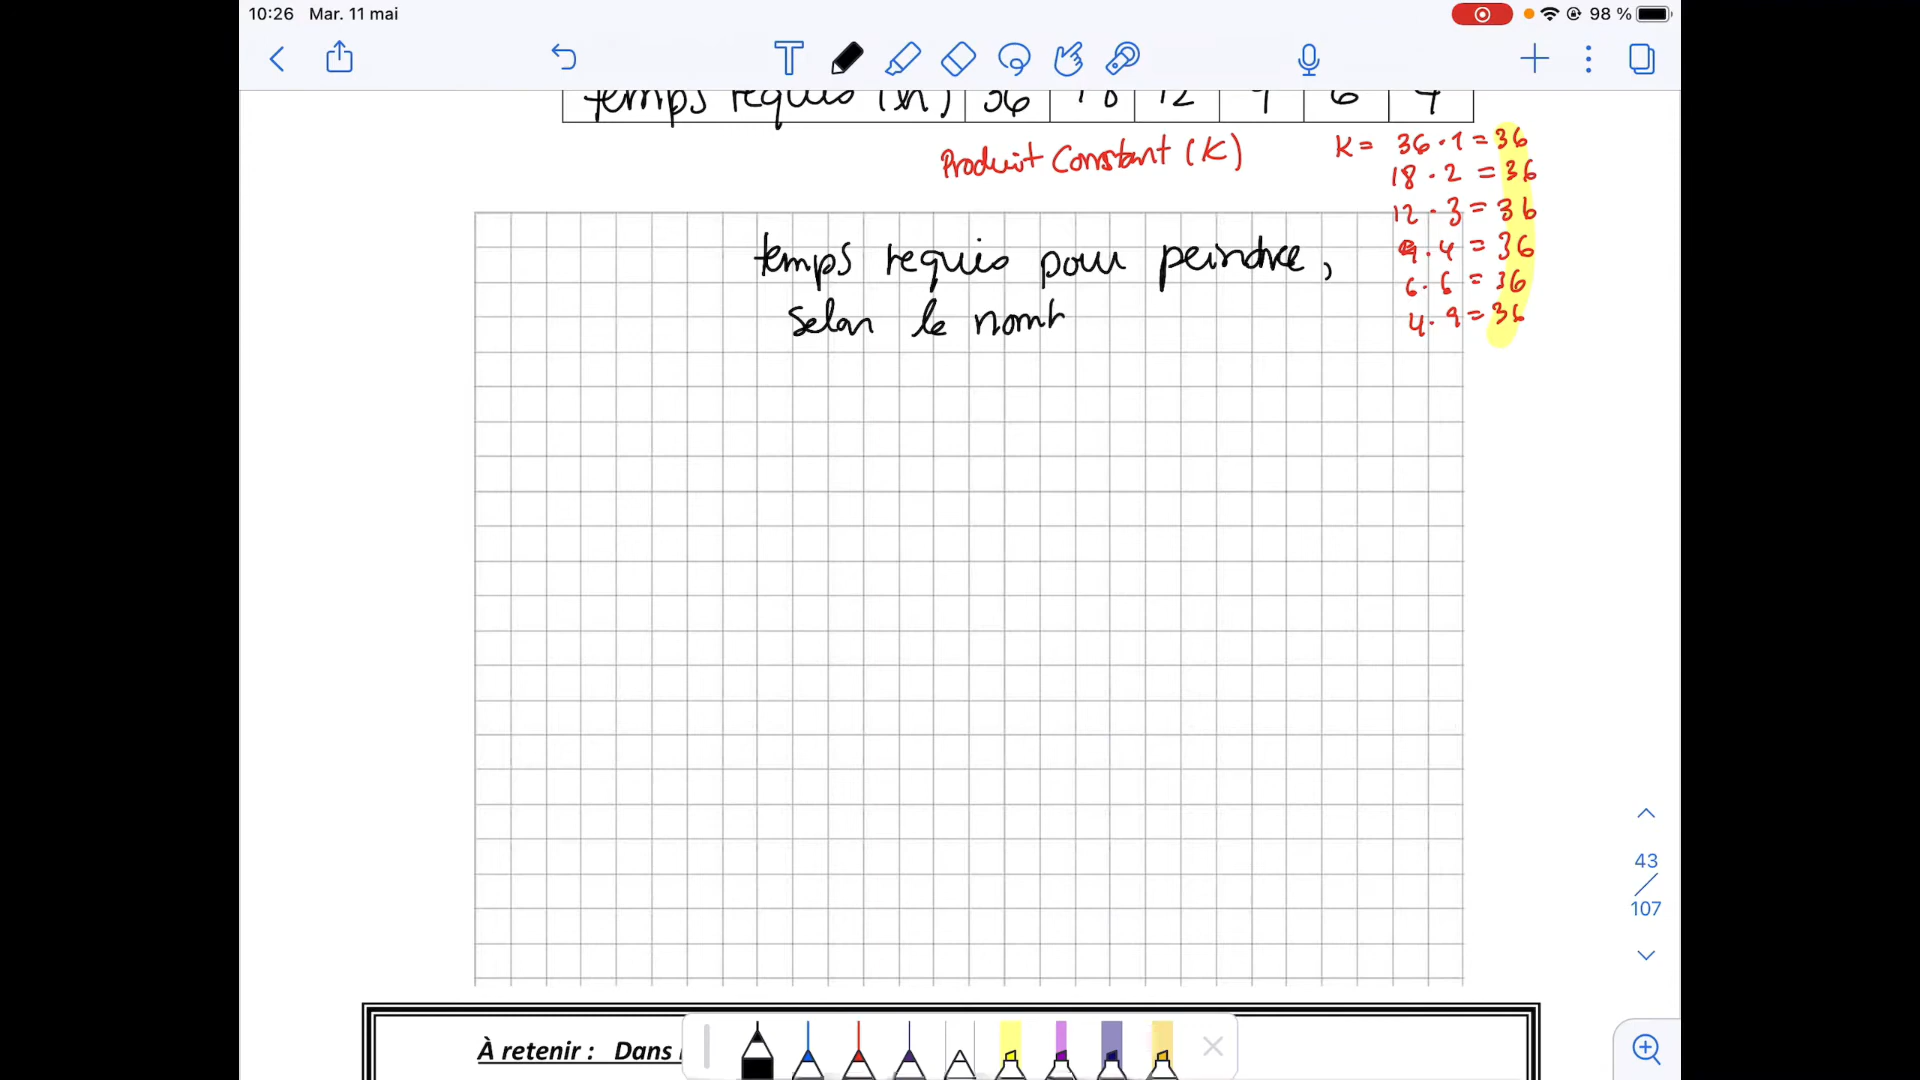 10:26 Mar. 11 mai 98 %
temps requis (h) 36 18 12 9 6 4
Produit Constant (K)
K = 36 · 1 = 36
18 · 2 = 36
12 · 3 = 36
9 · 4 = 36
6 · 6 = 36
4 · 9 = 36
temps requis pour peindre,
selon le nom
43
107
À retenir : Dans